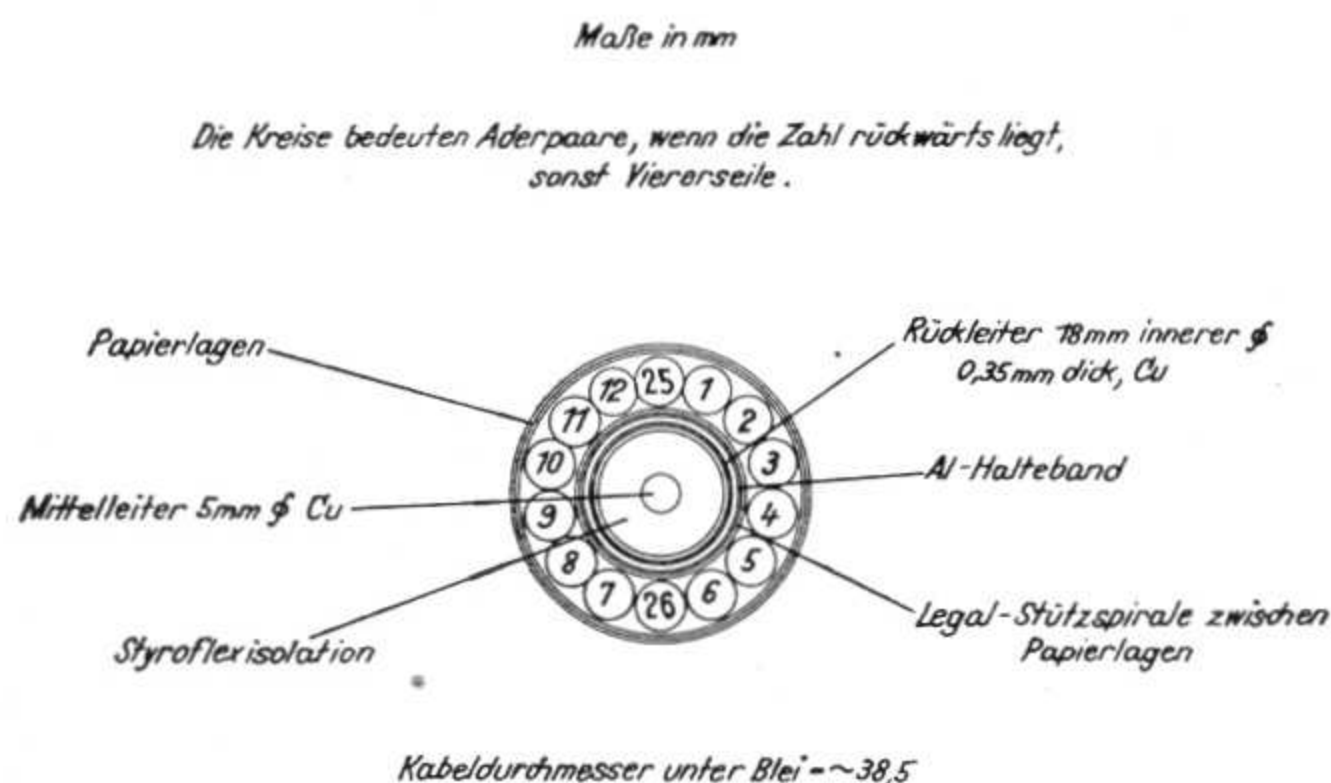 Maße in mm
Die Kreise bedeuten Aderpaare, wenn die Zahl rückwärts liegt,
sonst Viererseite.
Papierlagen
Rückleiter 18mm innerer ∮
0,35mm dick, Cu
12 25 1
11 2
10 3
Al-Halteband
Mittelleiter 5mm ∮ Cu
9 4
8 5
7 26 6
Styroflexisolation
Legal-Stützspirale zwischen
Papierlagen
Kabeldurchmesser unter Blei = ~38,5